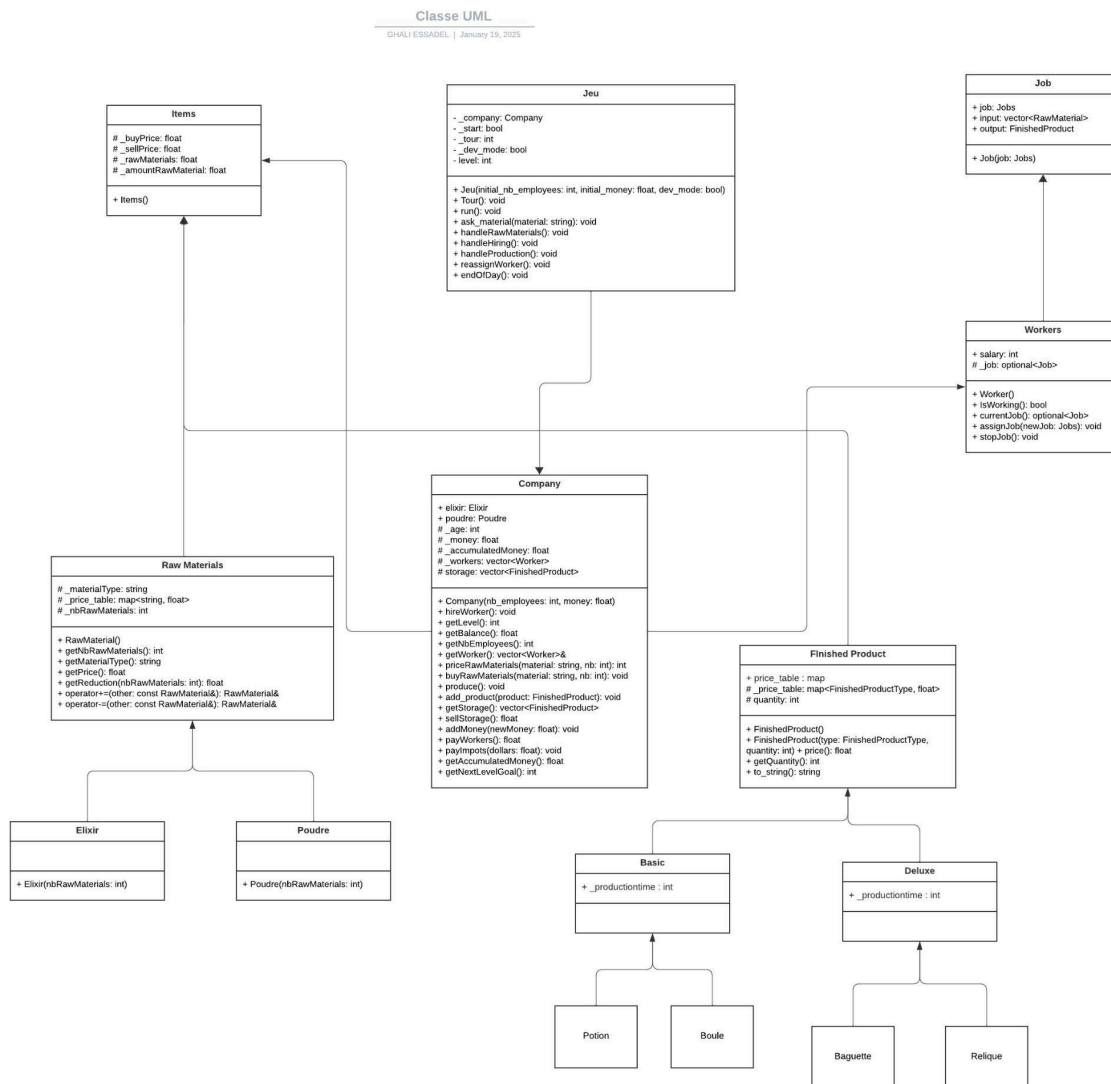 Classe UML
GHALI ESSADEL | January 19, 2025
Items
# _buyPrice: float
# _sellPrice: float
# _rawMaterials: float
# _amountRawMaterial: float
+ Items()
Jeu
- _company: Company
- _start: bool
- _tour: int
- _dev_mode: bool
- level: int
+ Jeu(initial_nb_employees: int, initial_money: float, dev_mode: bool)
+ Tour(): void
+ run(): void
+ ask_material(material: string): void
+ handleRawMaterials(): void
+ handleHiring(): void
+ handleProduction(): void
+ reassignWorker(): void
+ endOfDay(): void
Job
+ job: Jobs
+ input: vector<RawMaterial>
+ output: FinishedProduct
+ Job(job: Jobs)
Workers
+ salary: int
# _job: optional<Job>
+ Worker()
+ IsWorking(): bool
+ currentJob(): optional<Job>
+ assignJob(newJob: Jobs): void
+ stopJob(): void
Company
+ elixir: Elixir
+ poudre: Poudre
# _age: int
# _money: float
# _accumulatedMoney: float
# _workers: vector<Worker>
# storage: vector<FinishedProduct>
+ Company(nb_employees: int, money: float)
+ hireWorker(): void
+ getLevel(): int
+ getBalance(): float
+ getNbEmployees(): int
+ getWorker(): vector<Worker>&
+ priceRawMaterials(material: string, nb: int): int
+ buyRawMaterials(material: string, nb: int): void
+ produce(): void
+ add_product(product: FinishedProduct): void
+ getStorage(): vector<FinishedProduct>
+ sellStorage(): float
+ addMoney(newMoney: float): void
+ payWorkers(): float
+ payImpots(dollars: float): void
+ getAccumulatedMoney(): float
+ getNextLevelGoal(): int
Raw Materials
# _materialType: string
# _price_table: map<string, float>
# _nbRawMaterials: int
+ RawMaterial()
+ getNbRawMaterials(): int
+ getMaterialType(): string
+ getPrice(): float
+ getReduction(nbRawMaterials: int): float
+ operator+=(other: const RawMaterial&): RawMaterial&
+ operator-=(other: const RawMaterial&): RawMaterial&
FInished Product
+ price_table : map
# _price_table: map<FinishedProductType, float>
# quantity: int
+ FinishedProduct()
+ FinishedProduct(type: FinishedProductType,
quantity: int) + price(): float
+ getQuantity(): int
+ to_string(): string
Elixir
+ Elixir(nbRawMaterials: int)
Poudre
+ Poudre(nbRawMaterials: int)
Basic
+ _productiontime : int
Deluxe
+ _productiontime : int
Potion
Boule
Baguette
Relique